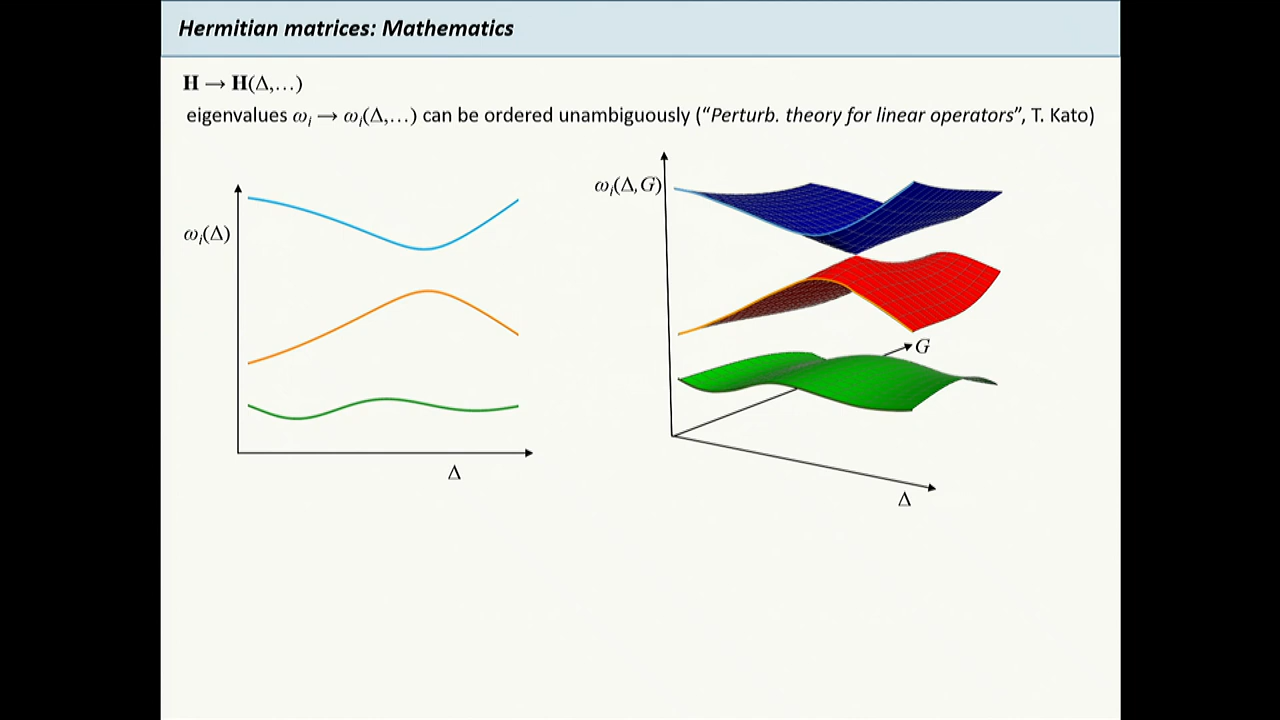 Hermitian matrices: Mathematics
H → H(Δ,…)
eigenvalues ωᵢ → ωᵢ(Δ,…) can be ordered unambiguously (“Perturb. theory for linear operators”, T. Kato)
ωᵢ(Δ)
Δ
ωᵢ(Δ, G)
G
Δ